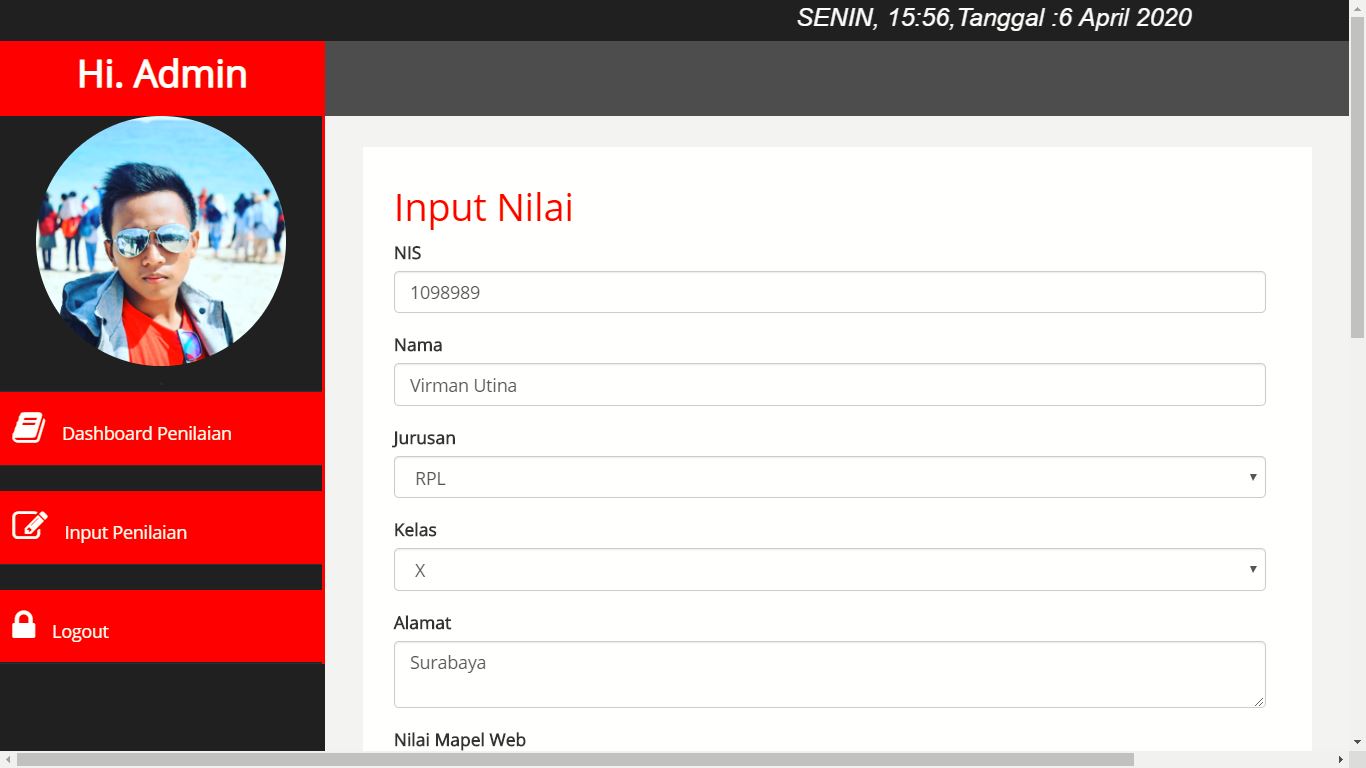 SENIN, 15:56,Tanggal :6 April 2020
Hi. Admin
Dashboard Penilaian
Input Penilaian
Logout
Input Nilai
NIS
1098989
Nama
Virman Utina
Jurusan
RPL
Kelas
X
Alamat
Surabaya
Nilai Mapel Web